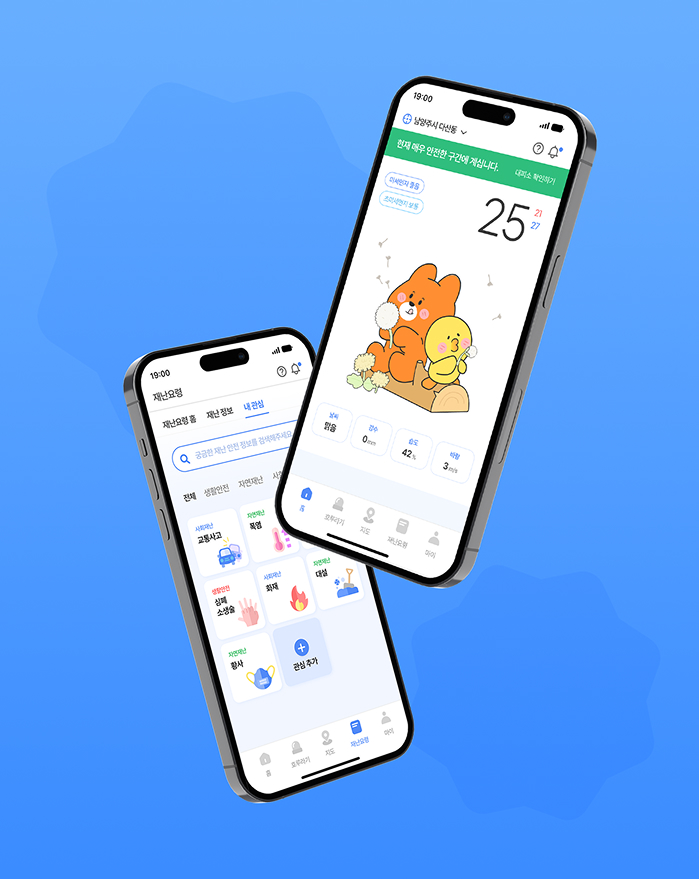 19:00
남양주시 다산동
현재 매우 안전한 구간에 계십니다.
대피소 확인하기
미세먼지 좋음
초미세먼지 보통
25
21
27
날씨
맑음
강수
0mm
습도
42%
바람
3m/s
홈
호루라기
지도
재난요령
마이
19:00
재난요령
재난요령 홈
재난 정보
내 관심
궁금한 재난 안전 정보를 검색해주세요
전체
생활안전
자연재난
사회재난
교통사고
자연재난
폭염
생활안전
심폐
소생술
사회재난
화재
자연재난
대설
자연재난
황사
관심 추가
홈
호루라기
지도
재난요령
마이